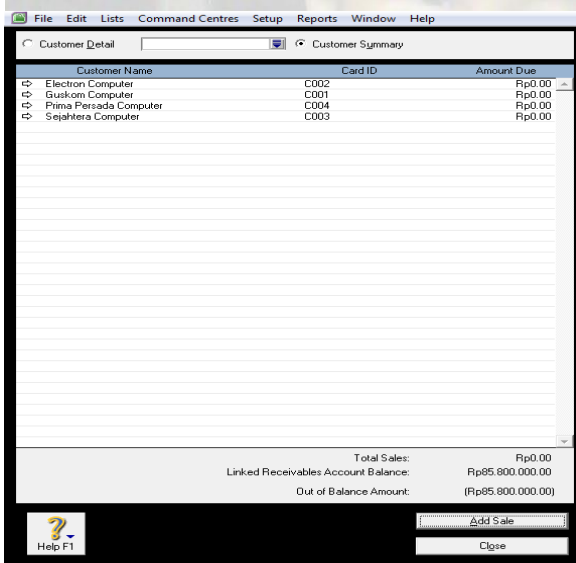 File Edit Lists Command Centres Setup Reports Window Help
Customer Detail Customer Summary
Customer Name Card ID Amount Due
Electron Computer C002 Rp0.00
Guskom Computer C001 Rp0.00
Prima Persada Computer C004 Rp0.00
Sejahtera Computer C003 Rp0.00
Total Sales: Rp0.00
Linked Receivables Account Balance: Rp85.800.000.00
Out of Balance Amount: (Rp85.800.000.00)
Add Sale
Help F1
Close